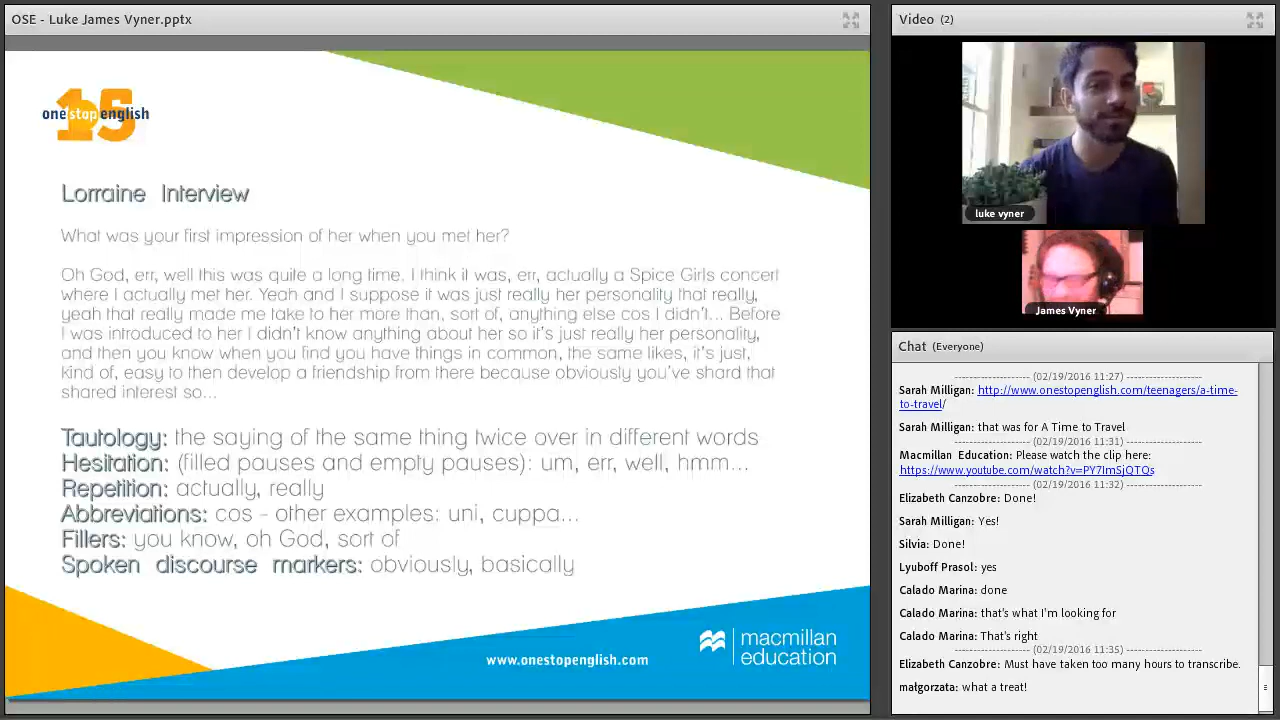 OSE - Luke James Vyner.pptx
one stop english
15
Lorraine Interview
What was your first impression of her when you met her?
Oh God, err, well this was quite a long time. I think it was, err, actually a Spice Girls concert
where I actually met her. Yeah and I suppose it was just really her personality that really,
yeah that really made me take to her more than, sort of, anything else cos I didn't... Before
I was introduced to her I didn't know anything about her so it's just really her personality,
and then you know when you find you have things in common, the same likes, it's just,
kind of, easy to then develop a friendship from there because obviously you've shard that
shared interest so...
Tautology: the saying of the same thing twice over in different words
Hesitation: (filled pauses and empty pauses): um, err, well, hmm...
Repetition: actually, really
Abbreviations: cos - other examples: uni, cuppa...
Fillers: you know, oh God, sort of
Spoken discourse markers: obviously, basically
www.onestopenglish.com
macmillan
education
Video (2)
luke vyner
James Vyner
Chat (Everyone)
------------------- (02/19/2016 11:27) -------------------
Sarah Milligan: http://www.onestopenglish.com/teenagers/a-time-
to-travel/
Sarah Milligan: that was for A Time to Travel
------------------- (02/19/2016 11:31) -------------------
Macmillan Education: Please watch the clip here:
https://www.youtube.com/watch?v=PY7ImSjQTQs
------------------- (02/19/2016 11:32) -------------------
Elizabeth Canzobre: Done!
Sarah Milligan: Yes!
Silvia: Done!
Lyuboff Prasol: yes
Calado Marina: done
Calado Marina: that's what I'm looking for
Calado Marina: That's right
------------------- (02/19/2016 11:35) -------------------
Elizabeth Canzobre: Must have taken too many hours to transcribe.
małgorzata: what a treat!